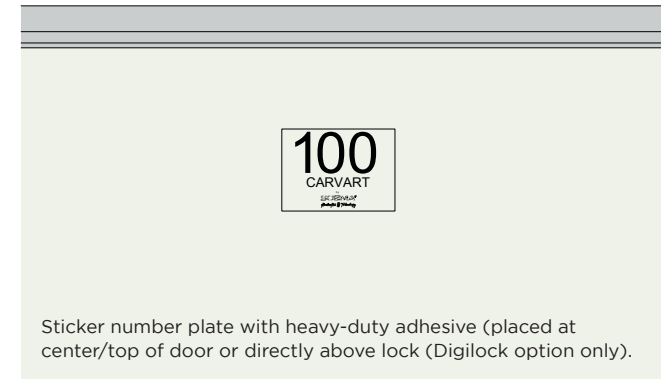 100
CARVART
Sticker number plate with heavy-duty adhesive (placed at
center/top of door or directly above lock (Digilock option only).